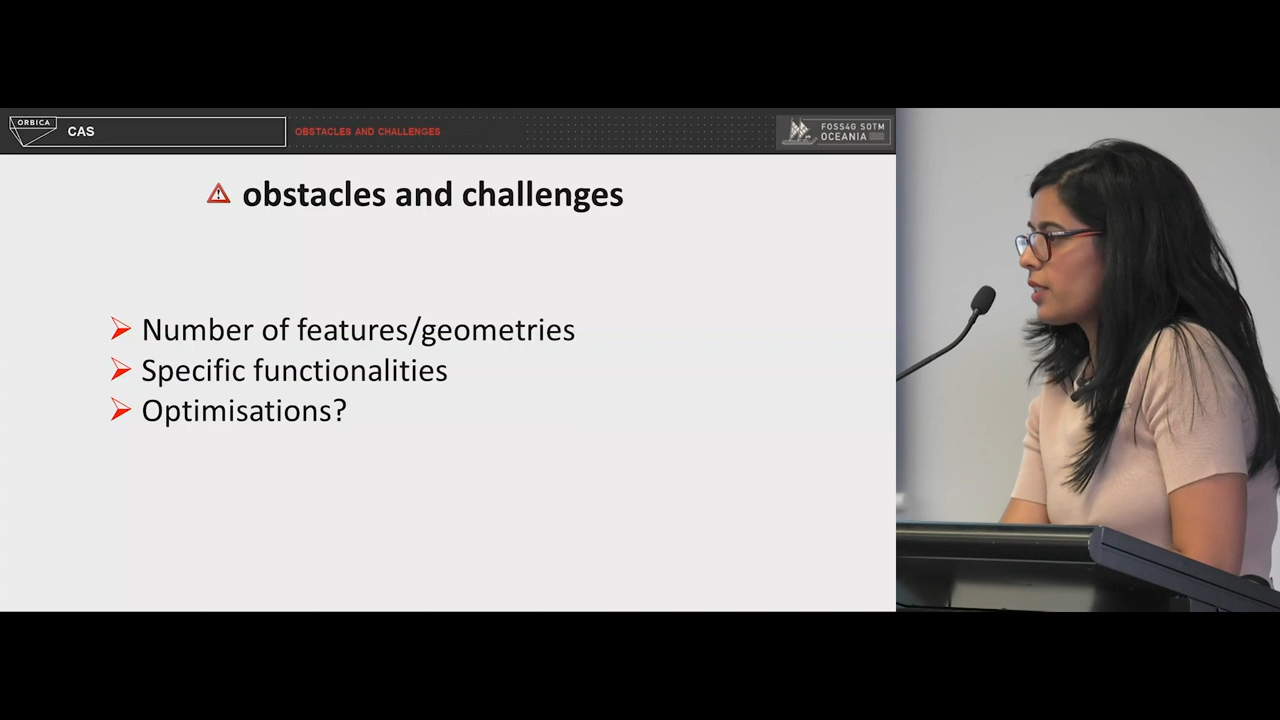 ORBICA
CAS
OBSTACLES AND CHALLENGES
FOSS4G SOTM
OCEANIA
obstacles and challenges
Number of features/geometries
Specific functionalities
Optimisations?